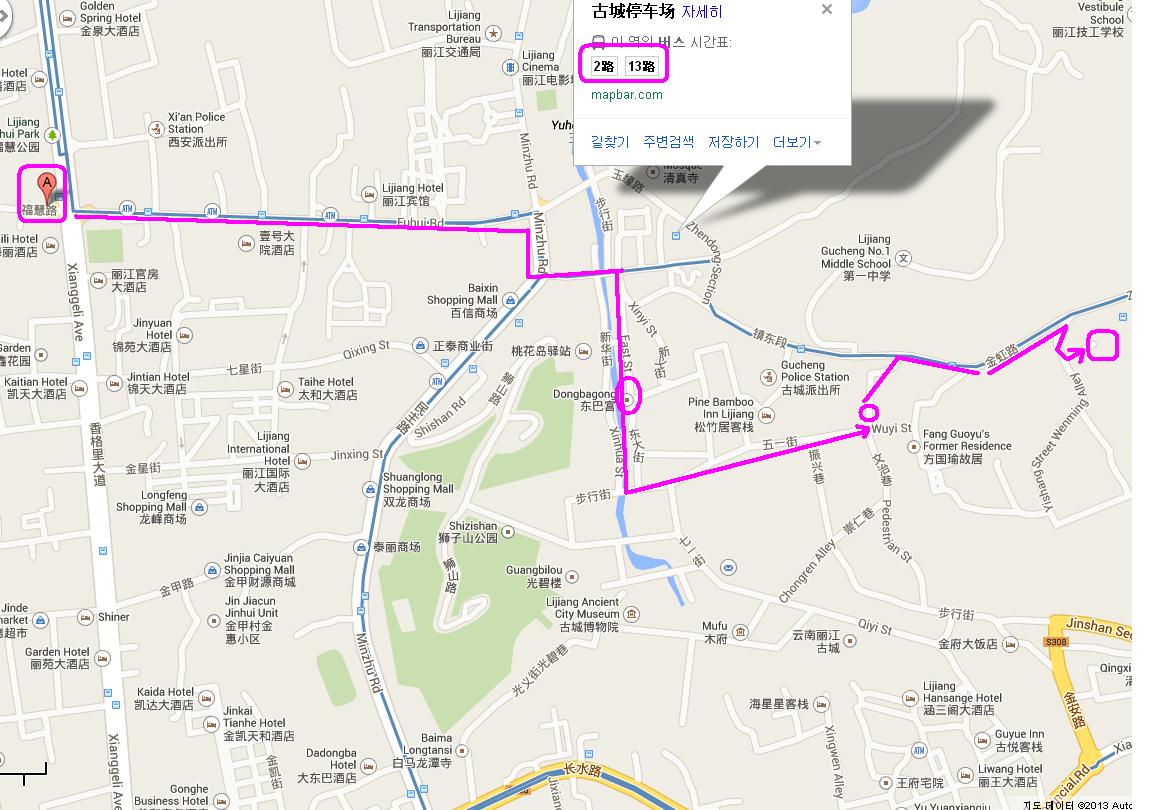 Golden
Spring Hotel
金泉大酒店
Lijiang
Transportation
Bureau
丽江交通局
Lijiang
Cinema
丽江电影
古城停车场 자세히
이 역의 버스 시간표:
2路 13路
mapbar.com
길찾기 주변검색 저장하기 더보기
Vestibule
School
丽江技工学校
Hotel
酒店
Lijiang
hui Park
慧公园
Xi'an Police
Station
西安派出所
Yuh
Minzhu Rd
玉缘路
清真寺
步行街
A
福慧路
ATM
ATM
ATM
Lijiang Hotel
丽江宾馆
Fuhui Rd
Minzhu Rd
Zhendong Section
Lijiang
Gucheng No.1
Middle School
第一中学
ili Hotel
丽酒店
壹号大
院酒店
丽江官房
大酒店
Xianggeli Ave
Baixin
Shopping Mall
百信商场
Xinyi St
新华街
East St
镇东段
金虹路
Jinyuan
Hotel
锦苑大酒店
Garden
鑫花园
Qixing St
七星街
正泰商业街
桃花岛驿站
Gucheng
Police Station
古城派出所
Kaitian Hotel
凯天大酒店
Jintian Hotel
锦天大酒店
Taihe Hotel
太和大酒店
ATM
狮山路
Shishan Rd
民主路
Dongbagong
东巴宫
Pine Bamboo
Inn Lijiang
松竹居客栈
Wuyi St
五一街
Fang Guoyu's
Former Residence
方国瑜故居
Yishang Street Wenming Alley
香格里大道
Lijiang
International
Hotel
丽江国际
大酒店
Jinxing St
金星街
Xinhua St
东大街
振兴巷
文治巷
Longfeng
Shopping Mall
龙峰商场
Shuanglong
Shopping Mall
双龙商场
步行街
崇仁巷
Pedestrian St
Shizishan
狮子山公园
泰丽商场
七一街
Chongren Alley
Jinjia Caiyuan
Shopping Mall
金甲财源商城
金甲路
狮山路
Guangbilou
光碧楼
Jinde
market
德超市
Shiner
Jin Jiacun
Jinhui Unit
金甲村金
惠小区
Lijiang Ancient
City Museum
古城博物院
Mufu
木府
云南丽江
古城
Qiyi St
步行街
金府大饭店
Jinshan Sec
S308
Garden Hotel
丽苑大酒店
Minzhu Rd
光义街光碧巷
Qingxi
Kaida Hotel
凯达大酒店
Jinkai
Tianhe Hotel
金凯天和酒店
海星星客栈
Lijiang
Hansange Hotel
涵三阁大酒店
金安路
Baima
Longtansi
白马龙潭寺
Xingwen Alley
ATM
Guyue Inn
古悦客栈
Xianggeli Ave
金凯街
Dadongba
Hotel
大东巴酒店
长水路
Liwang Hotel
丽王大酒店
Gonghe
Business Hotel
王府宅院
Yu Yuanxiangju
ncial.Rd
지도 데이터 ©2013 Auto